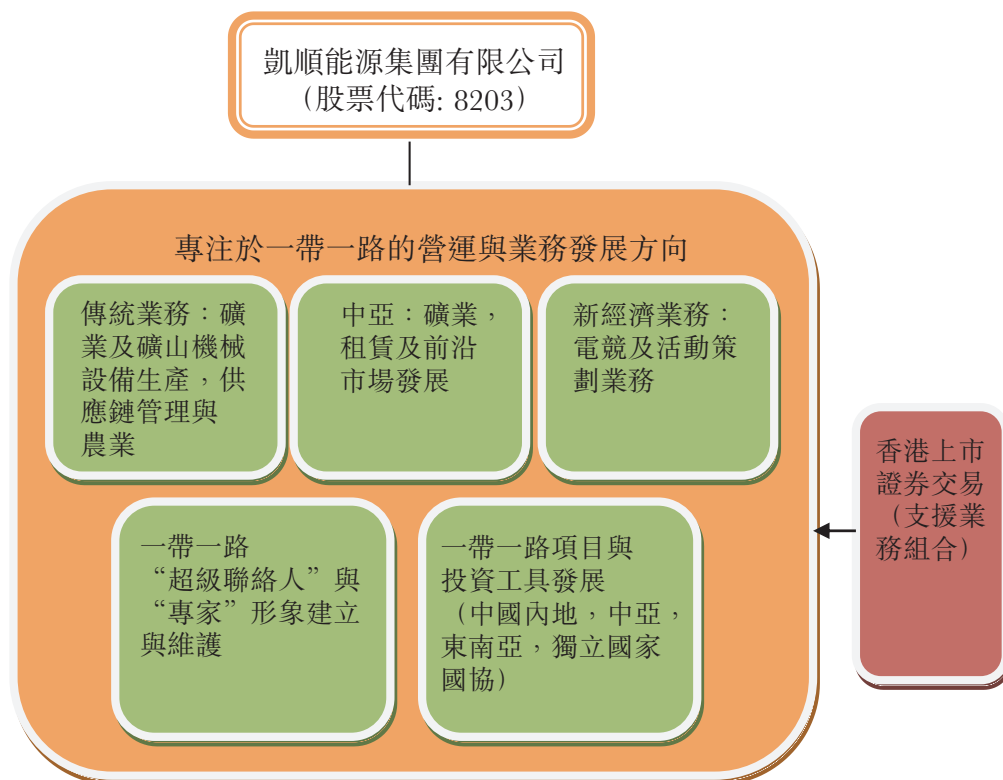 凱順能源集團有限公司
（股票代碼: 8203）
專注於一帶一路的營運與業務發展方向
傳統業務：礦
業及礦山機械
設備生產，供
應鏈管理與
農業
中亞：礦業，
租賃及前沿
市場發展
新經濟業務：
電競及活動策
劃業務
一帶一路
“超級聯絡人”與
“專家”形象建立
與維護
一帶一路項目與
投資工具發展
（中國內地，中亞，
東南亞，獨立國家
國協）
香港上市
證券交易
（支援業
務組合）